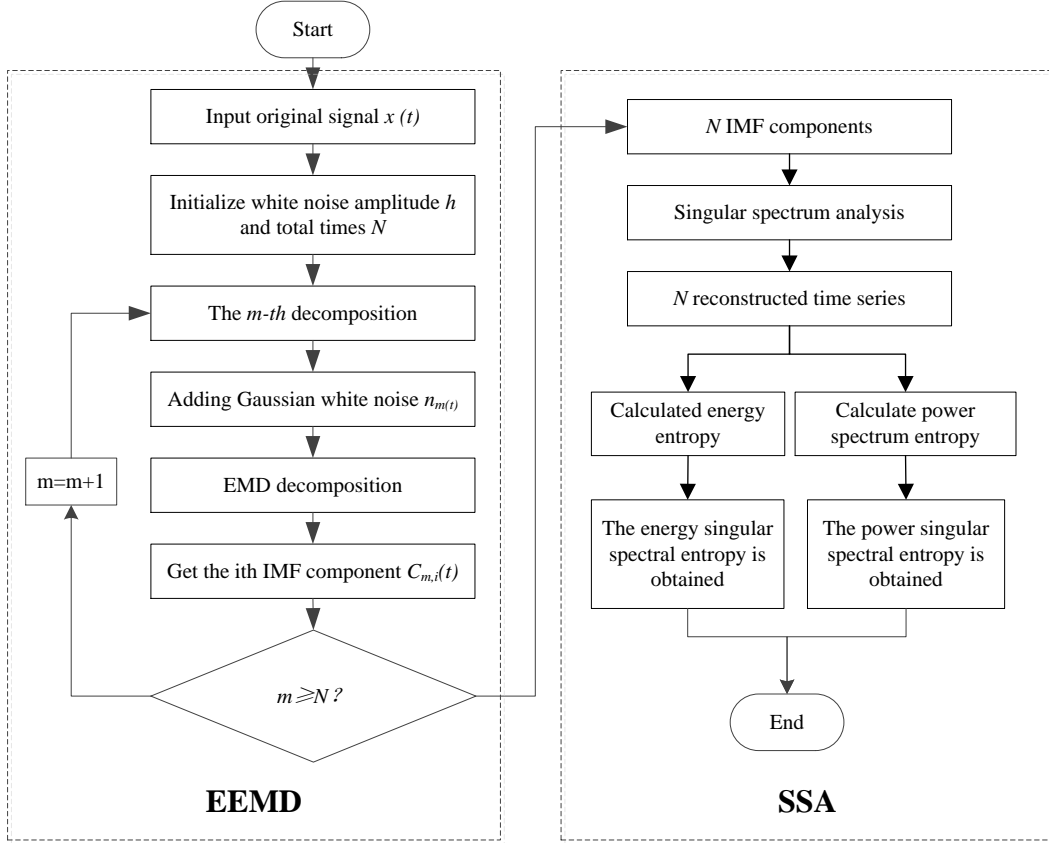 Start
Input original signal x (t)
Initialize white noise amplitude h
and total times N
The m-th decomposition
Adding Gaussian white noise n_{m(t)}
EMD decomposition
m=m+1
Get the ith IMF component C_{m,i}(t)
m≥N?
EEMD
N IMF components
Singular spectrum analysis
N reconstructed time series
Calculated energy
entropy
Calculate power
spectrum entropy
The energy singular
spectral entropy is
obtained
The power singular
spectral entropy is
obtained
End
SSA